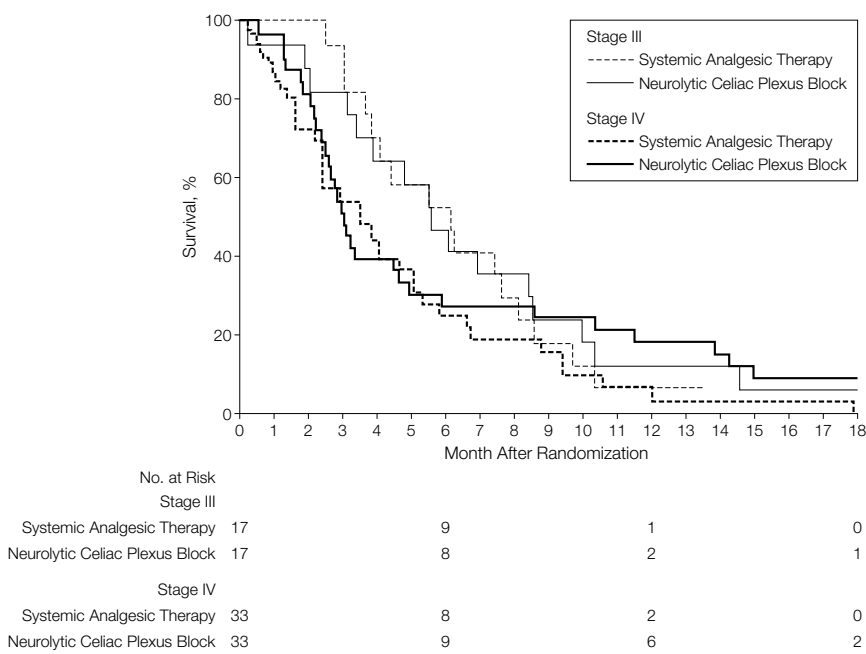 100
80
60
40
20
0
Survival, %
Stage III
Systemic Analgesic Therapy
Neurolytic Celiac Plexus Block
Stage IV
Systemic Analgesic Therapy
Neurolytic Celiac Plexus Block
0 1 2 3 4 5 6 7 8 9 10 11 12 13 14 15 16 17 18
Month After Randomization
No. at Risk
Stage III
Systemic Analgesic Therapy 17 9 1 0
Neurolytic Celiac Plexus Block 17 8 2 1
Stage IV
Systemic Analgesic Therapy 33 8 2 0
Neurolytic Celiac Plexus Block 33 9 6 2